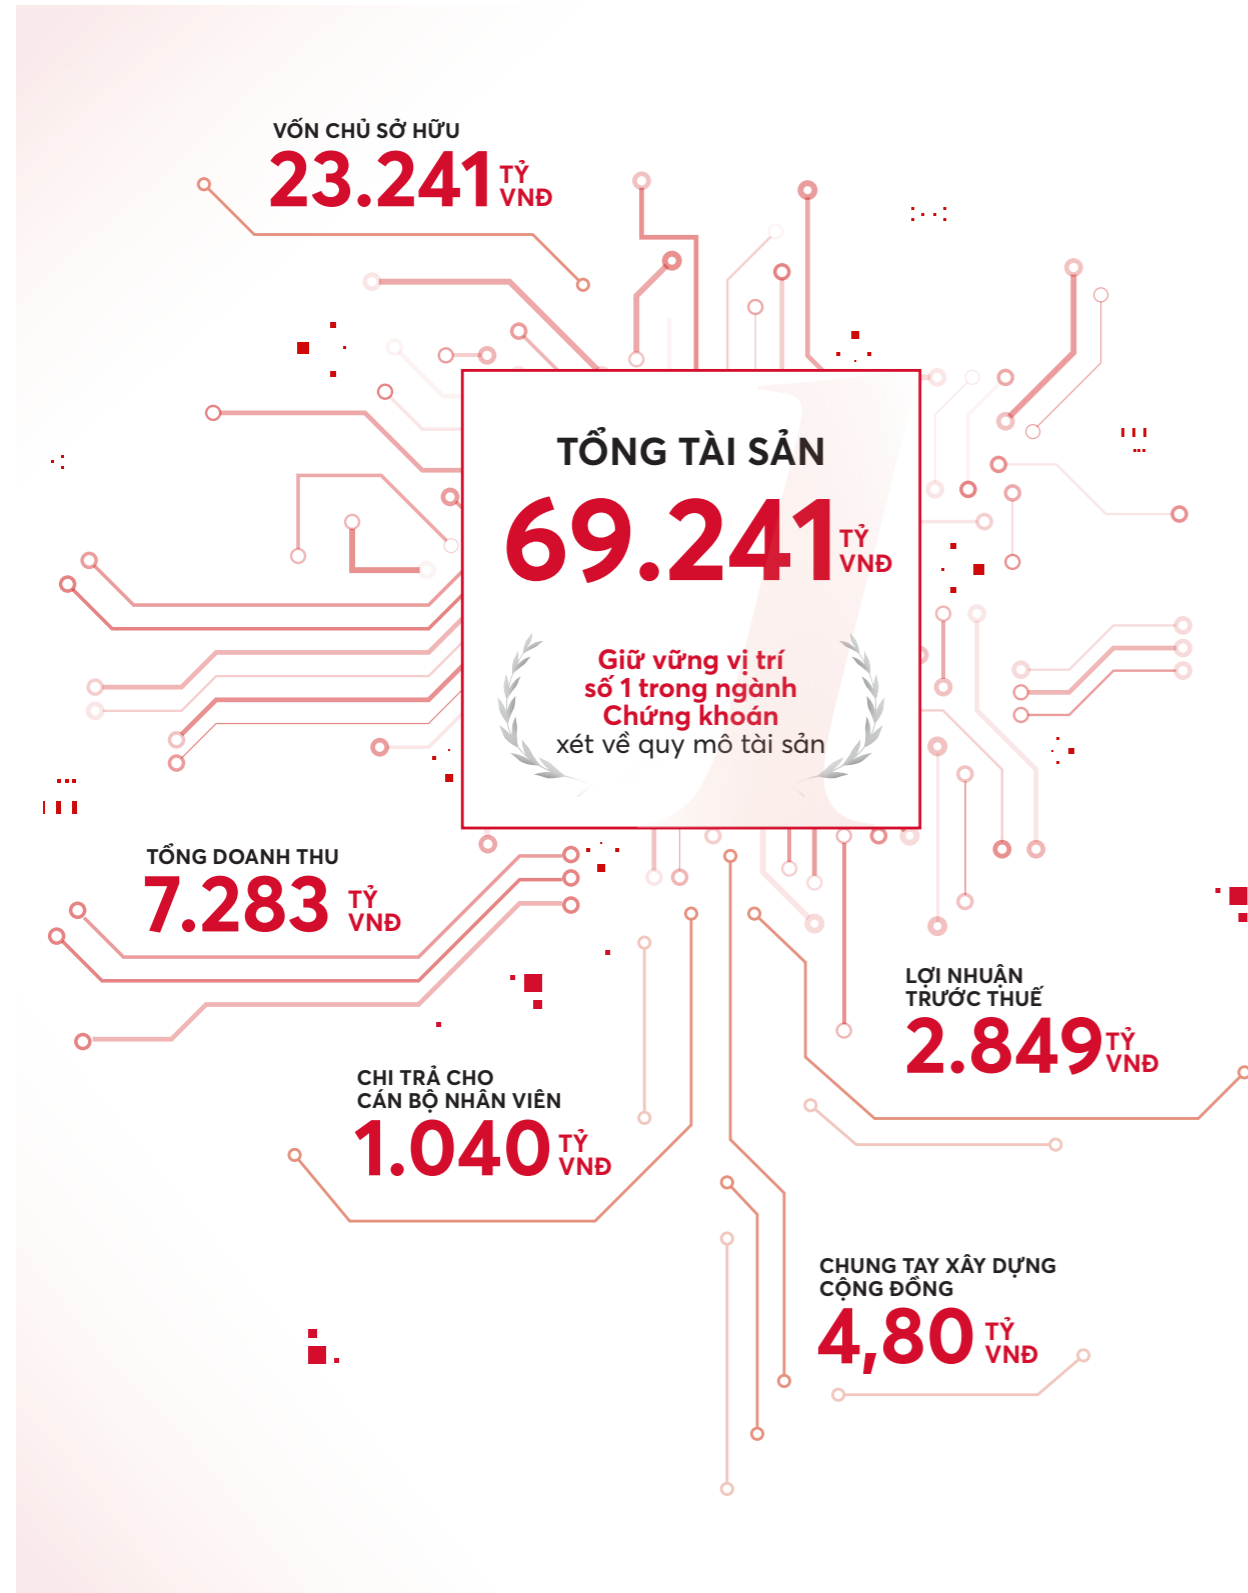 VỐN CHỦ SỞ HỮU
23.241 TỶ
VNĐ
TỔNG TÀI SẢN
69.241 TỶ
VNĐ
Giữ vững vị trí
số 1 trong ngành
Chứng khoán
xét về quy mô tài sản
TỔNG DOANH THU
7.283 TỶ
VNĐ
LỢI NHUẬN
TRƯỚC THUẾ
2.849 TỶ
VNĐ
CHI TRẢ CHO
CÁN BỘ NHÂN VIÊN
1.040 TỶ
VNĐ
CHUNG TAY XÂY DỰNG
CỘNG ĐỒNG
4,80 TỶ
VNĐ